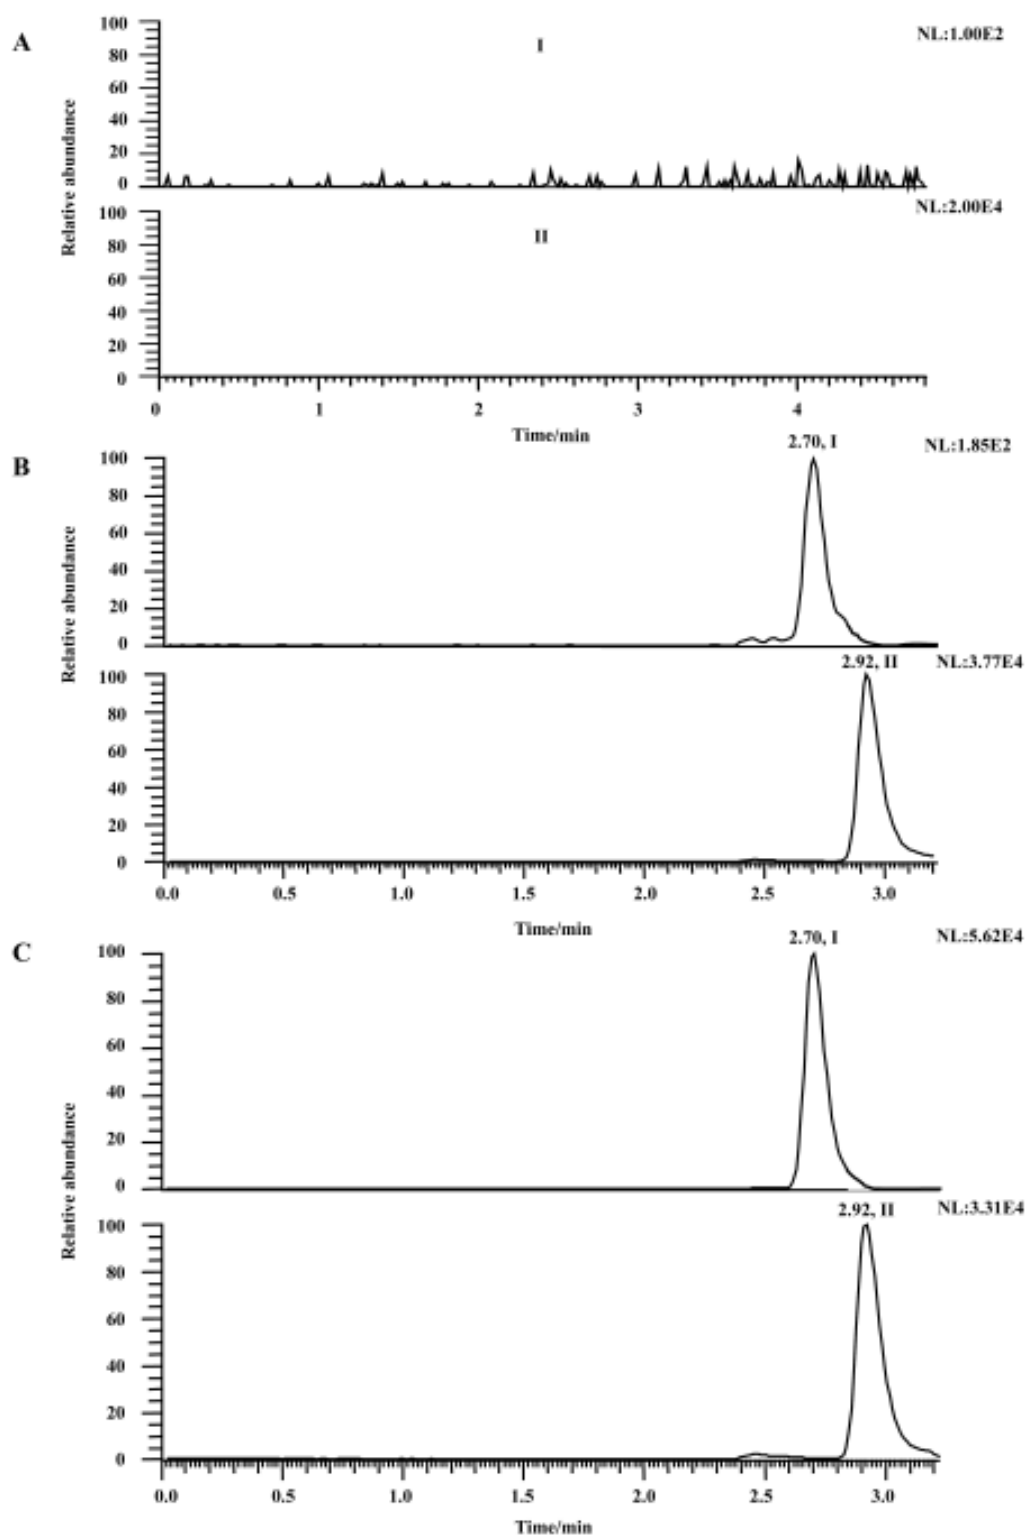 A
Relative abundance
100
80
60
40
20
0
I
NL:1.00E2
Relative abundance
100
80
60
40
20
0
II
NL:2.00E4
0 1 2 3 4
Time/min
B
Relative abundance
100
80
60
40
20
0
2.70, I
NL:1.85E2
100
80
60
40
20
0
2.92, II
NL:3.77E4
0.0 0.5 1.0 1.5 2.0 2.5 3.0
Time/min
C
Relative abundance
100
80
60
40
20
0
2.70, I
NL:5.62E4
100
80
60
40
20
0
2.92, II
NL:3.31E4
0.0 0.5 1.0 1.5 2.0 2.5 3.0
Time/min